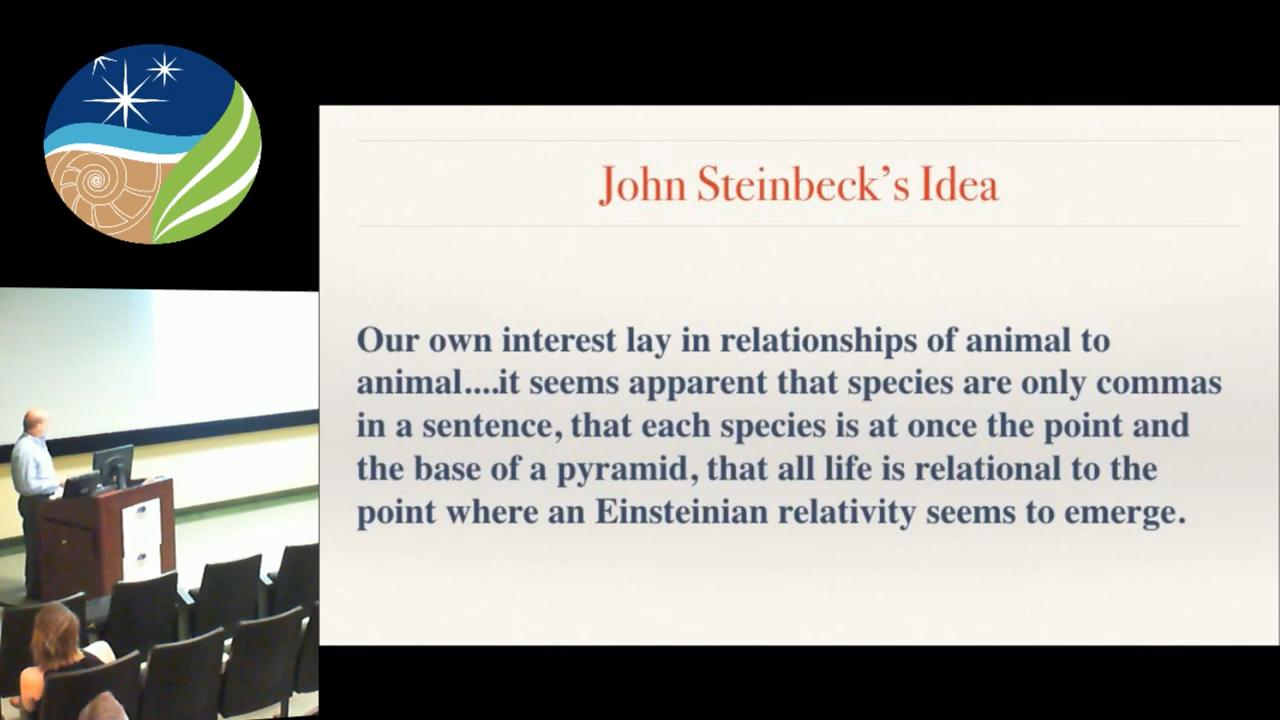 John Steinbeck’s Idea
Our own interest lay in relationships of animal to
animal....it seems apparent that species are only commas
in a sentence, that each species is at once the point and
the base of a pyramid, that all life is relational to the
point where an Einsteinian relativity seems to emerge.